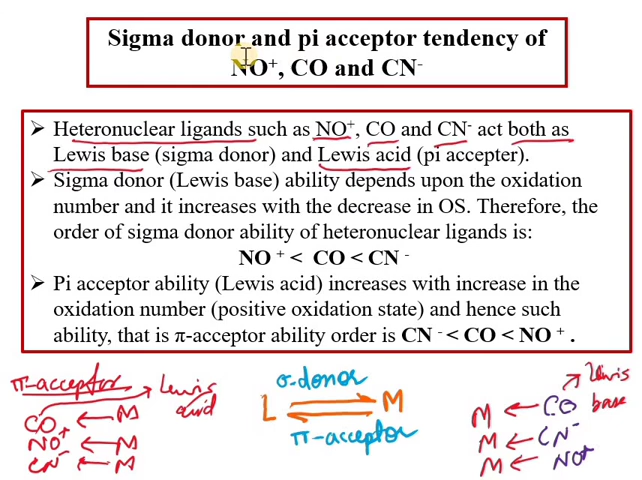 Sigma donor and pi acceptor tendency of
NO⁺, CO and CN⁻
➢ Heteronuclear ligands such as NO⁺, CO and CN⁻ act both as
Lewis base (sigma donor) and Lewis acid (pi accepter).
➢ Sigma donor (Lewis base) ability depends upon the oxidation
number and it increases with the decrease in OS. Therefore, the
order of sigma donor ability of heteronuclear ligands is:
NO ⁺ < CO < CN ⁻
➢ Pi acceptor ability (Lewis acid) increases with increase in the
oxidation number (positive oxidation state) and hence such
ability, that is π-acceptor ability order is CN ⁻ < CO < NO ⁺ .
π-acceptor → Lewis
acid
CO ← M
NO⁺ ← M
CN⁻ ← M
σ-donor
L ⇌ M
π-acceptor
Lewis
base
M ← CO
M ← CN⁻
M ← NO⁺